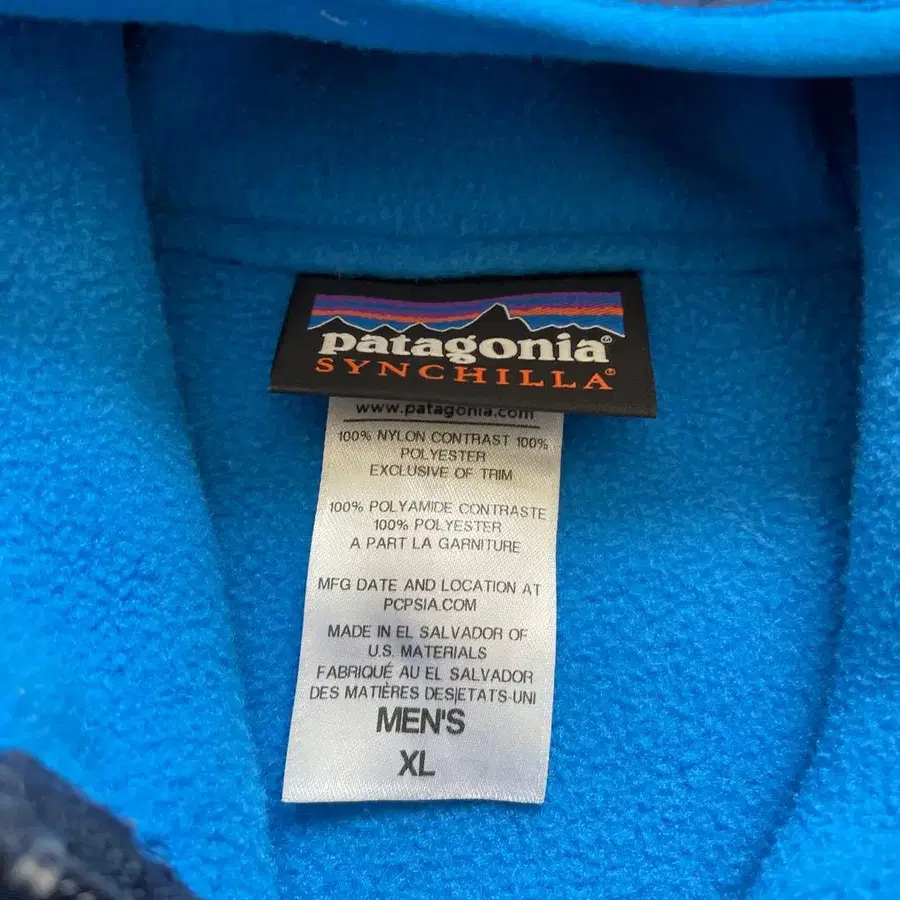 patagonia®
SYNCHILLA®
www.patagonia.com
100% NYLON CONTRAST 100%
POLYESTER
EXCLUSIVE OF TRIM
100% POLYAMIDE CONTRASTE
100% POLYESTER
A PART LA GARNITURE
MFG DATE AND LOCATION AT
PCPSIA.COM
MADE IN EL SALVADOR OF
U.S. MATERIALS
FABRIQUÉ AU EL SALVADOR
DES MATIÈRES DES|ETATS-UNI
MEN'S
XL